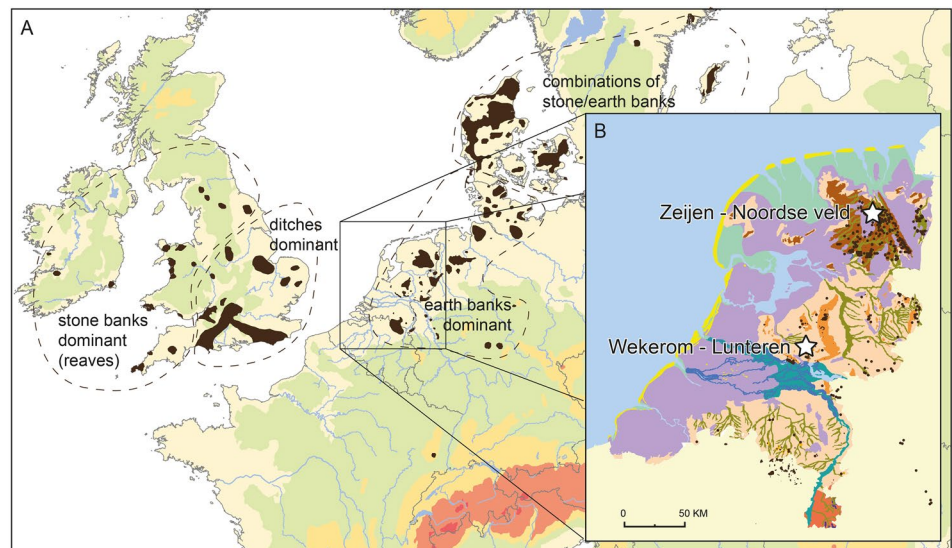 A
combinations of
stone/earth banks
B
Zeijen - Noordse veld
ditches
dominant
earth banks-
dominant
stone banks
dominant
(reaves)
Wekerom - Lunteren
0
50 KM